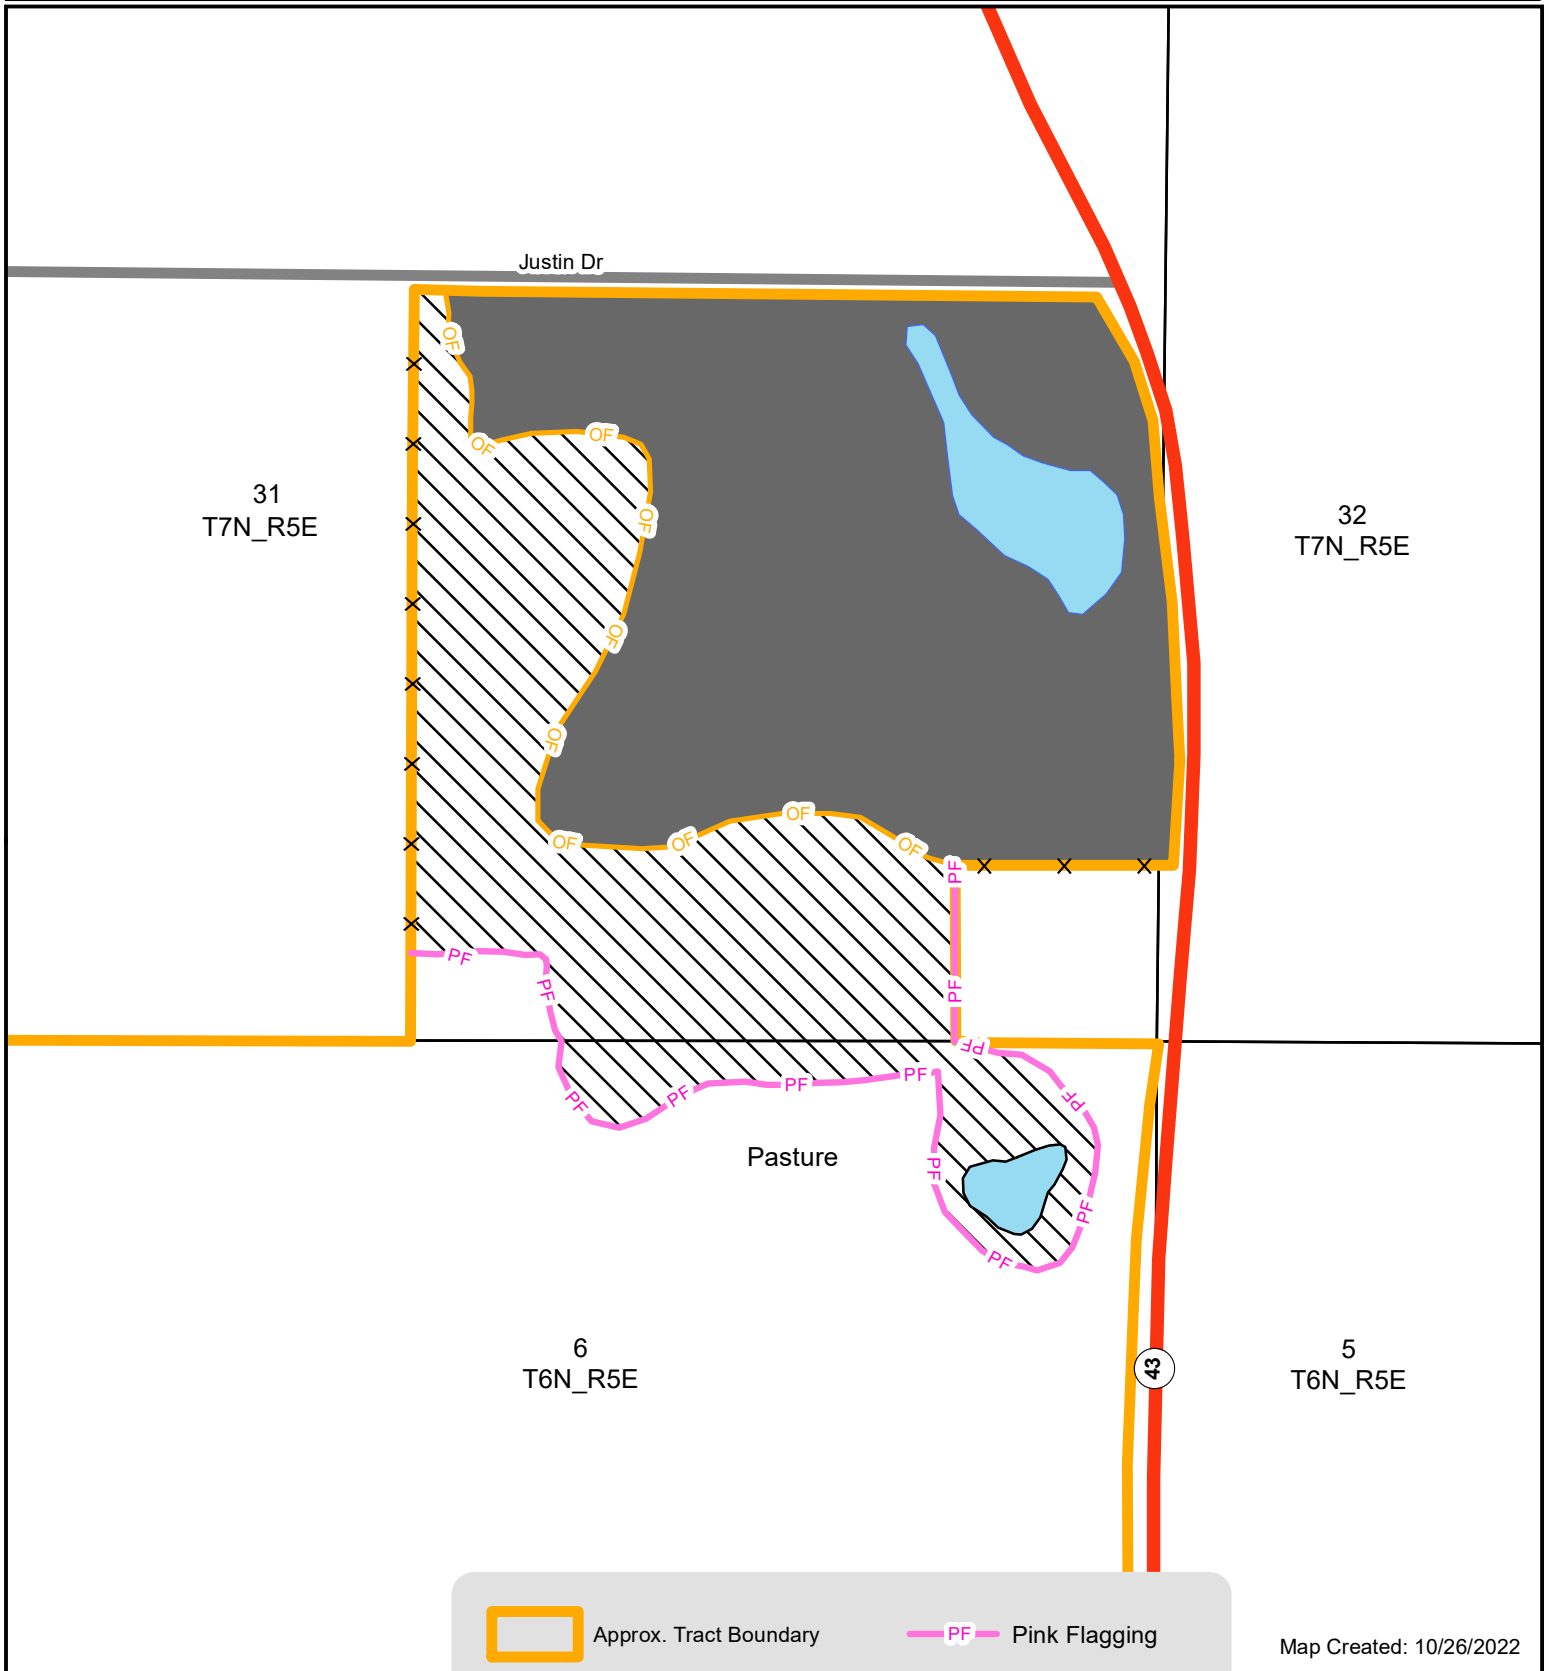 Justin Dr
OF
OF
OF
31
T7N_R5E
OF
32
T7N_R5E
OF
OF
OF
OF
OF
OF
PF
PF
PF
PF
PF
PF
PF
PF
PF
PF
Pasture
PF
PF
PF
6
T6N_R5E
5
T6N_R5E
43
Approx. Tract Boundary
PF Pink Flagging
Map Created: 10/26/2022